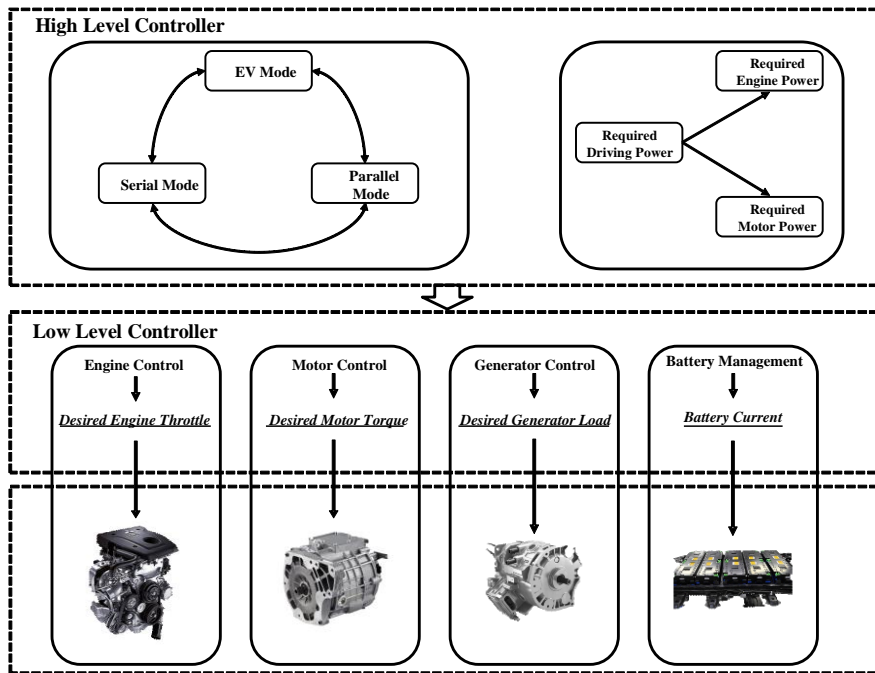 High Level Controller
EV Mode
Serial Mode
Parallel
Mode
Required
Engine Power
Required
Driving Power
Required
Motor Power
Low Level Controller
Engine Control
Motor Control
Generator Control
Battery Management
Desired Engine Throttle
Desired Motor Torque
Desired Generator Load
Battery Current